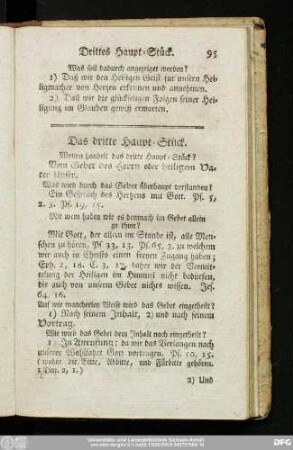 Drittes Haupt-Stück. 95
Was soll dadurch angezeiget werden?
1) Daß wir den Heiligen Geist für unsern Hei-
ligmacher von Herzen erkennen und annehmen.
2) Daß wir die glückseligen Folgen seiner Hei-
ligung im Glauben gewiß erwarten.
Das dritte Haupt-Stück.
Wovon handelt das dritte Haupt-Stück?
Vom Gebet des Herrn oder heiligem Va-
ter Unser.
Was wird durch das Gebet überhaupt verstanden?
Ein Gespräch des Herzens mit Gott. Ps. 5,
2. 3. Ps. 19, 15.
Mit wem haben wir es demnach im Gebet allein
zu thun?
Mit Gott, der allein im Stande ist, alle Men-
schen zu hören, Ps. 33, 13. Ps. 65, 3. zu welchem
wir auch in Christo einen freyen Zugang haben;
Eph. 2, 18. C. 3, 17. daher wir der Vermit-
telung der Heiligen im Himmel nicht bedürfen,
die auch von unserm Gebet nichts wissen. Jes.
64, 16.
Auf wie mancherley Weise wird das Gebet eingetheilt?
1) Nach seinem Inhalt, 2) und nach seinem
Vortrag.
Wie wird das Gebet dem Inhalt nach eingetheilt?
1) In Anrufung: da wir das Verlangen nach
unserer Wohlfahrt Gott vortragen. Ps. 10, 15.
(wohin die Bitte, Abbitte, und Fürbitte gehören.
1 Tim. 2, 1.)
2) Und